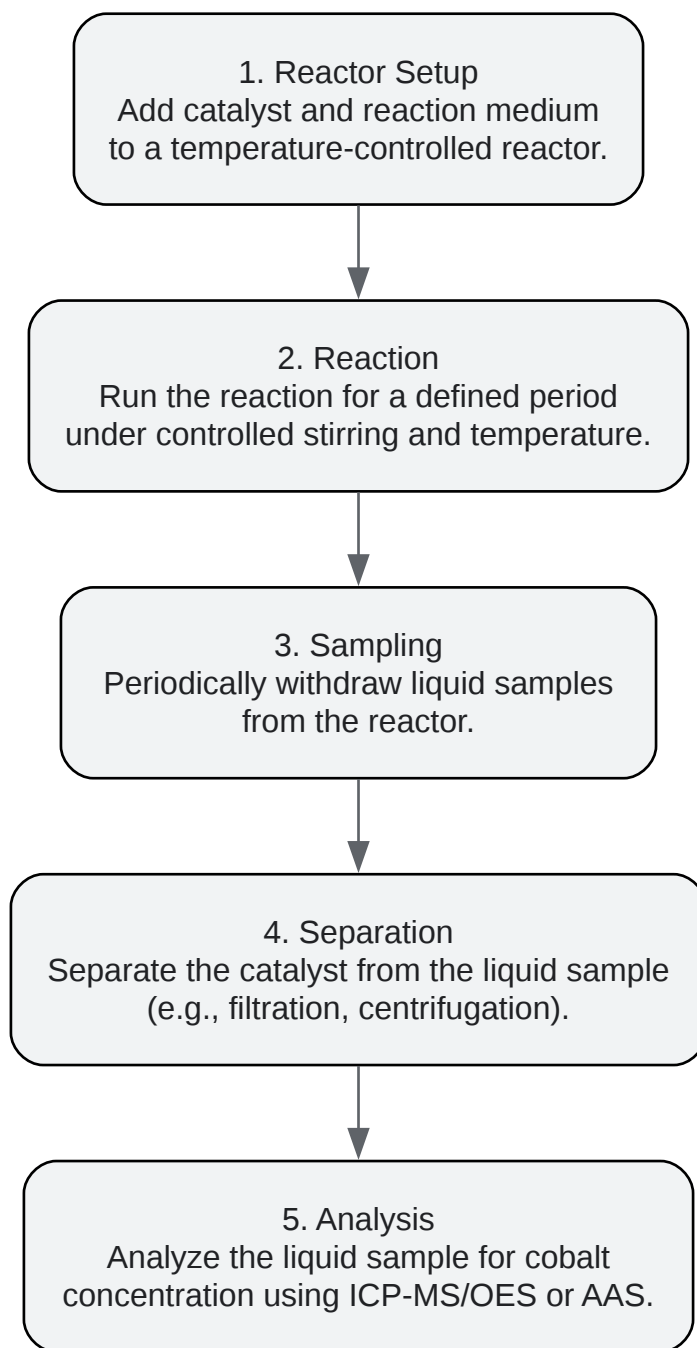 1. Reactor Setup
Add catalyst and reaction medium
to a temperature-controlled reactor.
2. Reaction
Run the reaction for a defined period
under controlled stirring and temperature.
3. Sampling
Periodically withdraw liquid samples
from the reactor.
4. Separation
Separate the catalyst from the liquid sample
(e.g., filtration, centrifugation).
5. Analysis
Analyze the liquid sample for cobalt
concentration using ICP-MS/OES or AAS.